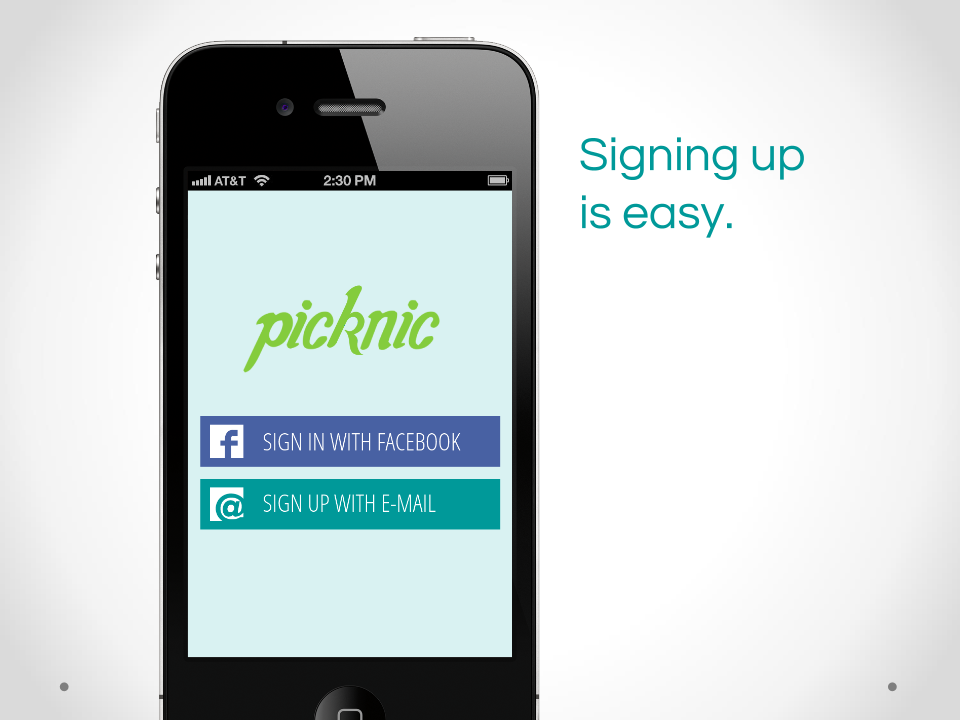 AT&T 2:30 PM
Signing up
is easy.
picknic
f SIGN IN WITH FACEBOOK
@ SIGN UP WITH E-MAIL